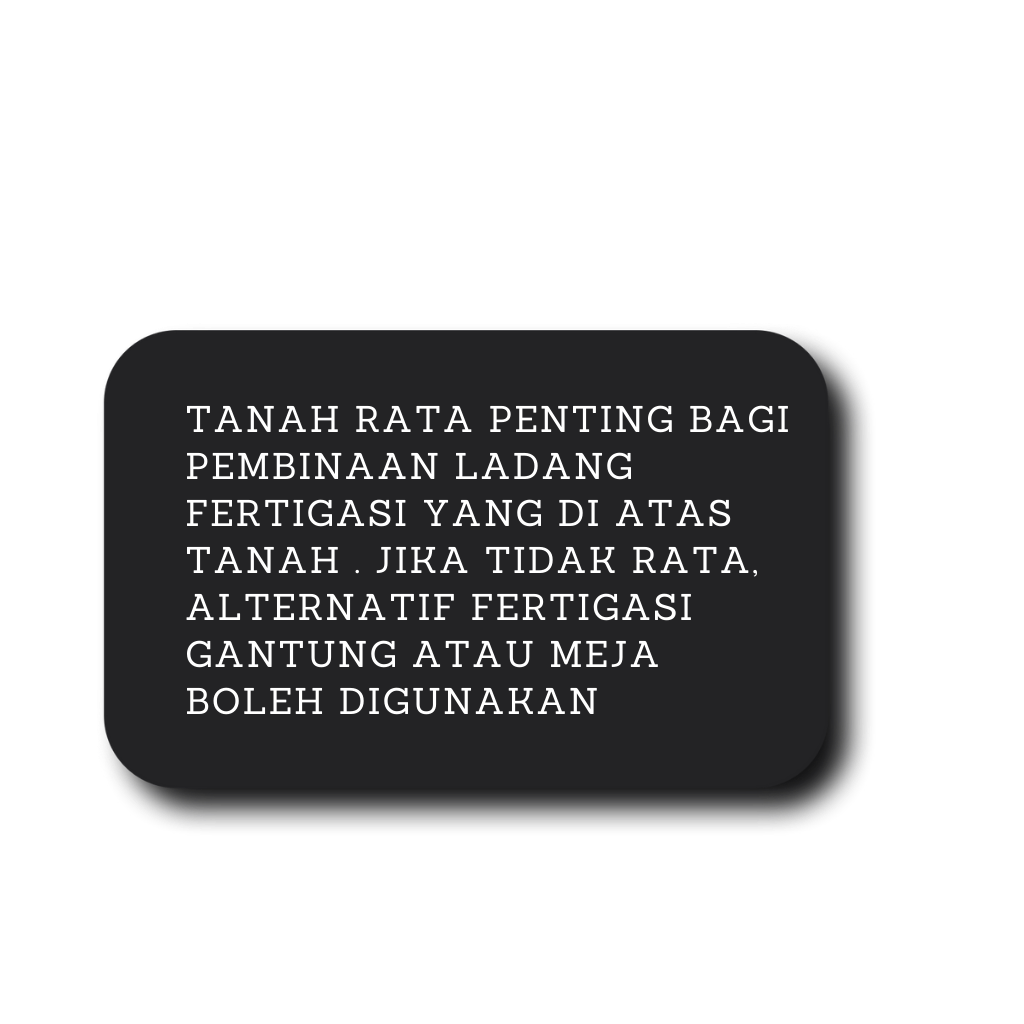 TANAH RATA PENTING BAGI
PEMBINAAN LADANG
FERTIGASI YANG DI ATAS
TANAH . JIKA TIDAK RATA,
ALTERNATIF FERTIGASI
GANTUNG ATAU MEJA
BOLEH DIGUNAKAN